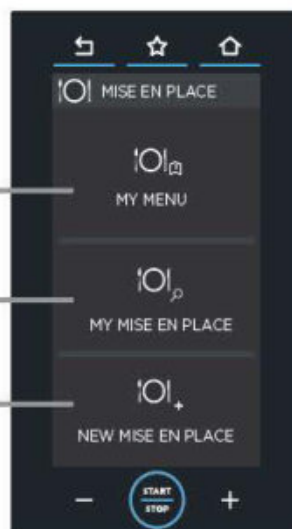 MISE EN PLACE
MY MENU
MY MISE EN PLACE
NEW MISE EN PLACE
START
STOP